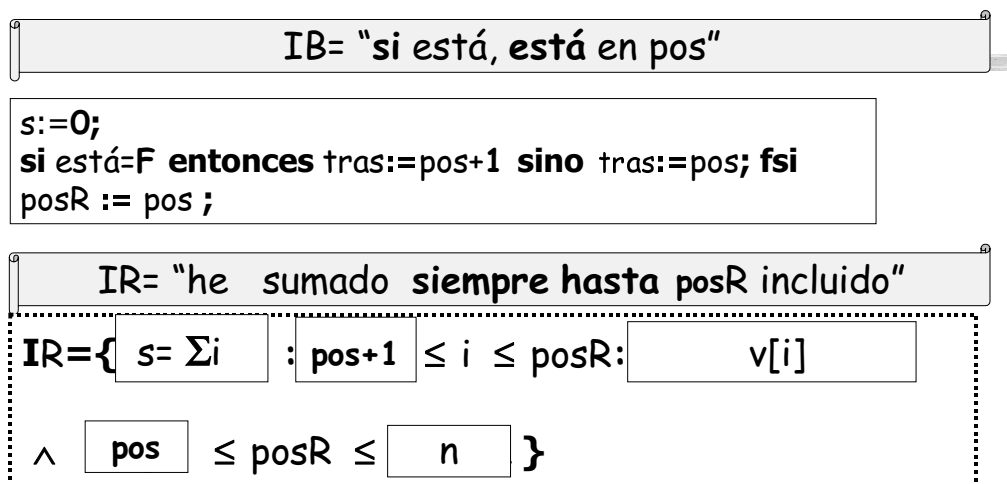 IB= “si está, está en pos”
s:=0;
si está=F entonces tras:=pos+1 sino tras:=pos; fsi
posR := pos ;
IR= “he sumado siempre hasta posR incluido”
IR={ s= Σi : pos+1 ≤ i ≤ posR: v[i]
∧ pos ≤ posR ≤ n }